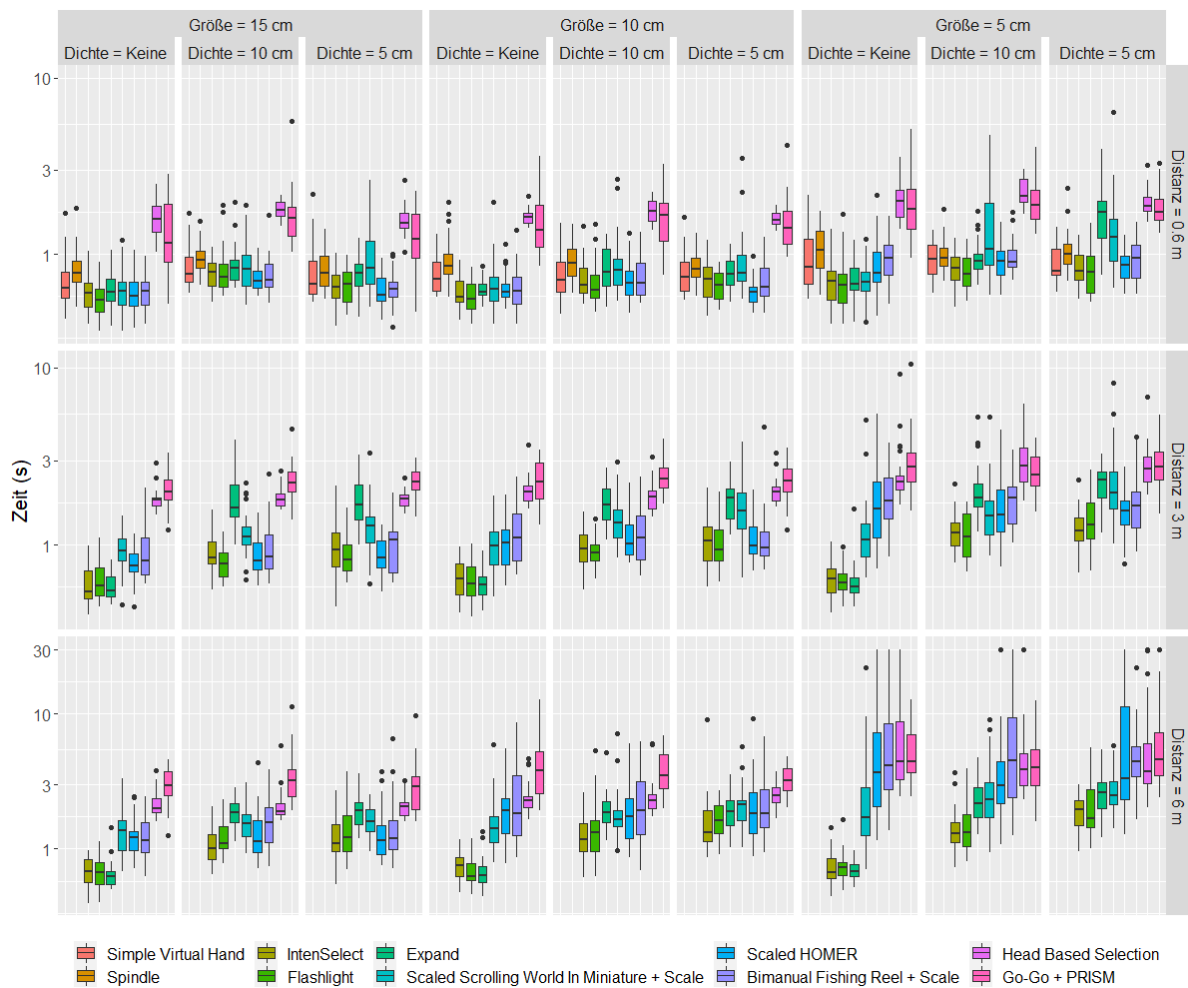 Größe = 15 cm
Größe = 10 cm
Größe = 5 cm
Dichte = Keine
Dichte = 10 cm
Dichte = 5 cm
Dichte = Keine
Dichte = 10 cm
Dichte = 5 cm
Dichte = Keine
Dichte = 10 cm
Dichte = 5 cm
10
3
1
Distanz = 0.6 m
10
3
1
Distanz = 3 m
30
10
3
1
Distanz = 6 m
Zeit (s)
Simple Virtual Hand
IntenSelect
Expand
Scaled HOMER
Head Based Selection
Spindle
Flashlight
Scaled Scrolling World In Miniature + Scale
Bimanual Fishing Reel + Scale
Go-Go + PRISM